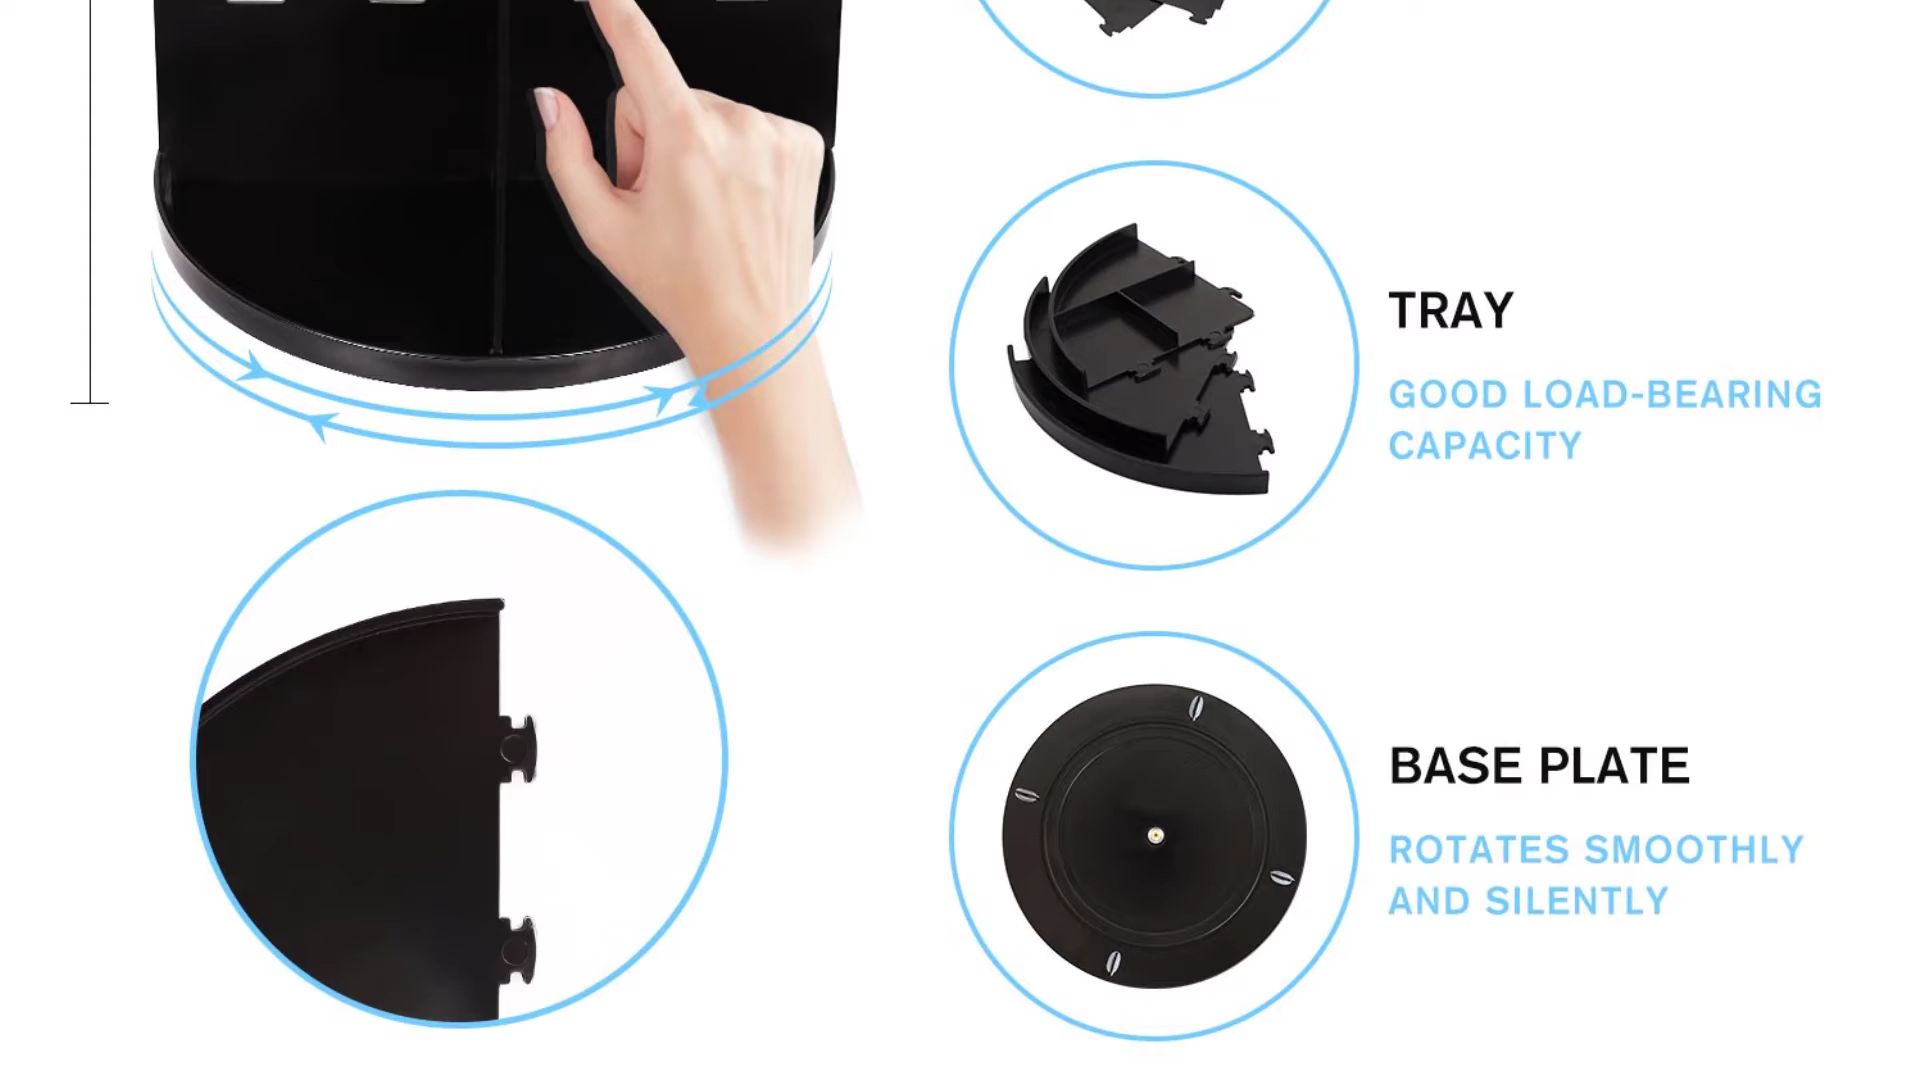 TRAY
GOOD LOAD-BEARING
CAPACITY
BASE PLATE
ROTATES SMOOTHLY
AND SILENTLY